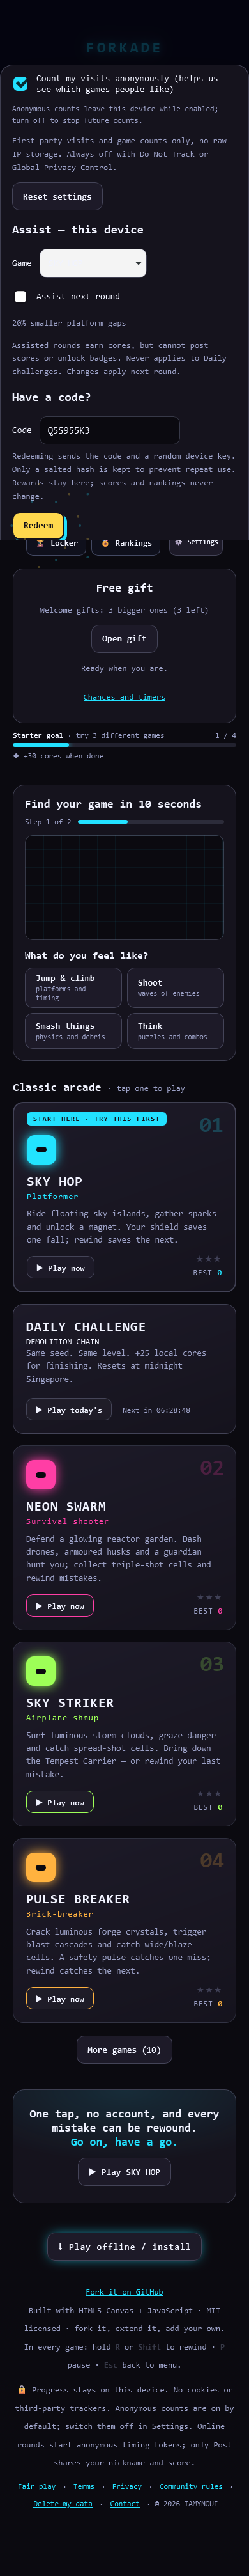 FORKADE
Count my visits anonymously (helps us
see which games people like)
Anonymous counts leave this device while enabled;
turn off to stop future counts.
First-party visits and game counts only, no raw
IP storage. Always off with Do Not Track or
Global Privacy Control.
Reset settings
Assist — this device
Game
Assist next round
20% smaller platform gaps
Assisted rounds earn cores, but cannot post
scores or unlock badges. Never applies to Daily
challenges. Changes apply next round.
Have a code?
Code Q5S955K3
Redeeming sends the code and a random device key.
Only a salted hash is kept to prevent repeat use.
Rewards stay here; scores and rankings never
change.
Redeem
Locker
Rankings
Settings
Free gift
Welcome gifts: 3 bigger ones (3 left)
Open gift
Ready when you are.
Chances and timers
Starter goal · try 3 different games 1 / 4
◆ +30 cores when done
Find your game in 10 seconds
Step 1 of 2
What do you feel like?
Jump & climb
platforms and
timing
Shoot
waves of enemies
Smash things
physics and debris
Think
puzzles and combos
Classic arcade · tap one to play
START HERE · TRY THIS FIRST
01
SKY HOP
Platformer
Ride floating sky islands, gather sparks
and unlock a magnet. Your shield saves
one fall; rewind saves the next.
▶ Play now
★★★
BEST 0
DAILY CHALLENGE
DEMOLITION CHAIN
Same seed. Same level. +25 local cores
for finishing. Resets at midnight
Singapore.
▶ Play today's
Next in 06:28:48
02
NEON SWARM
Survival shooter
Defend a glowing reactor garden. Dash
drones, armoured husks and a guardian
hunt you; collect triple-shot cells and
rewind mistakes.
▶ Play now
★★★
BEST 0
03
SKY STRIKER
Airplane shmup
Surf luminous storm clouds, graze danger
and catch spread-shot cells. Bring down
the Tempest Carrier — or rewind your last
mistake.
▶ Play now
★★★
BEST 0
04
PULSE BREAKER
Brick-breaker
Crack luminous forge crystals, trigger
blast cascades and catch wide/blaze
cells. A safety pulse catches one miss;
rewind catches the next.
▶ Play now
★★★
BEST 0
More games (10)
One tap, no account, and every
mistake can be rewound.
Go on, have a go.
▶ Play SKY HOP
⬇ Play offline / install
Fork it on GitHub
Built with HTML5 Canvas + JavaScript · MIT
licensed · fork it, extend it, add your own.
In every game: hold R or Shift to rewind · P
pause · Esc back to menu.
🔒 Progress stays on this device. No cookies or
third-party trackers. Anonymous counts are on by
default; switch them off in Settings. Online
rounds start anonymous timing tokens; only Post
shares your nickname and score.
Fair play · Terms · Privacy · Community rules ·
Delete my data · Contact · © 2026 IAMYNOUI